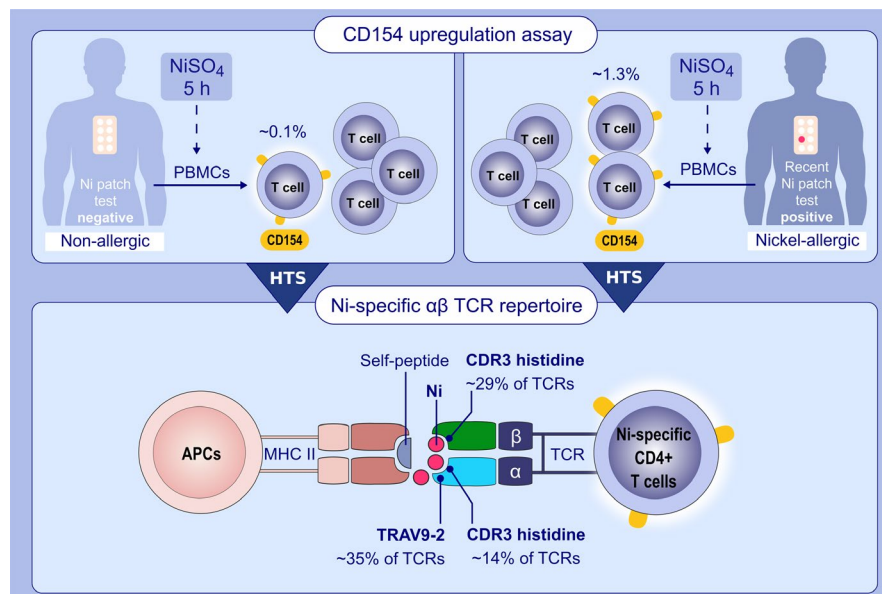 CD154 upregulation assay
NiSO₄
5 h
~0.1%
T cell
T cell
T cell
T cell
PBMCs
Ni patch
test
negative
CD154
Non-allergic
~1.3%
NiSO₄
5 h
T cell
T cell
T cell
T cell
T cell
PBMCs
Recent
Ni patch
test
positive
CD154
Nickel-allergic
HTS
HTS
Ni-specific αβ TCR repertoire
Self-peptide
CDR3 histidine
~29% of TCRs
Ni
APCs
MHC II
β
α
TCR
Ni-specific
CD4+
T cells
TRAV9-2
~35% of TCRs
CDR3 histidine
~14% of TCRs